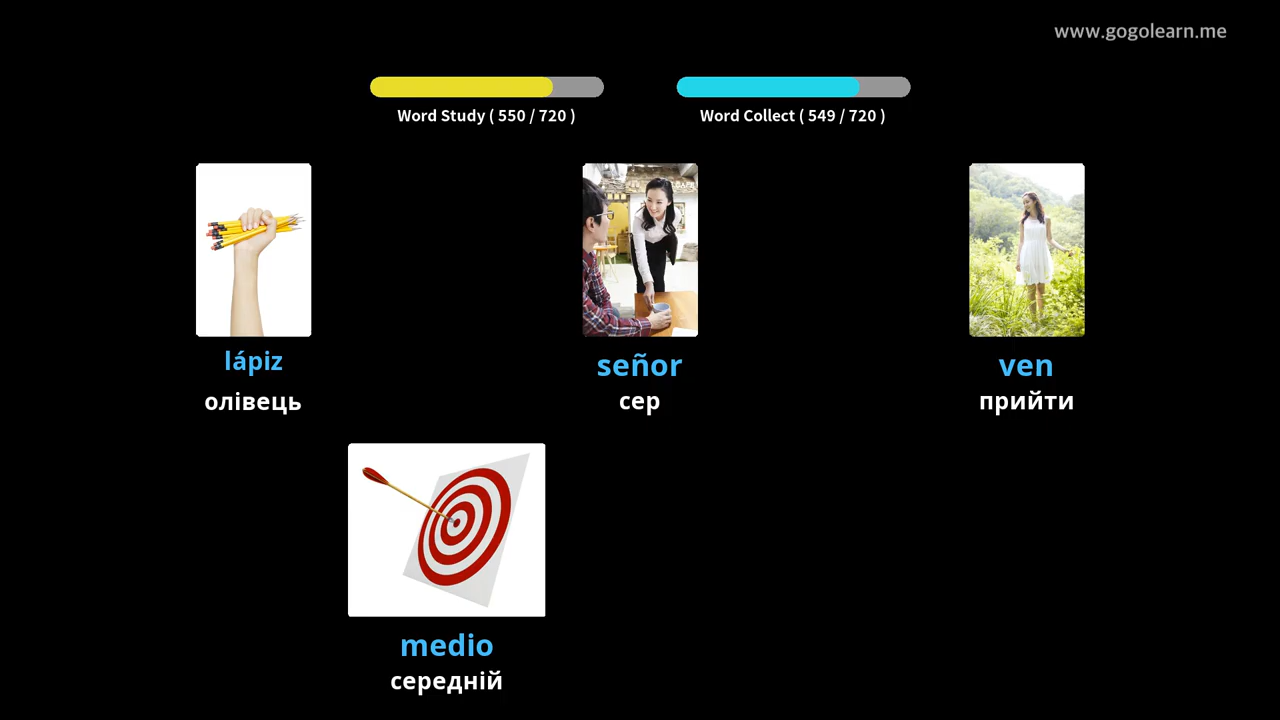 www.gogolearn.me
Word Study ( 550 / 720 )
Word Collect ( 549 / 720 )
lápiz
олівець
señor
сер
ven
прийти
medio
середній